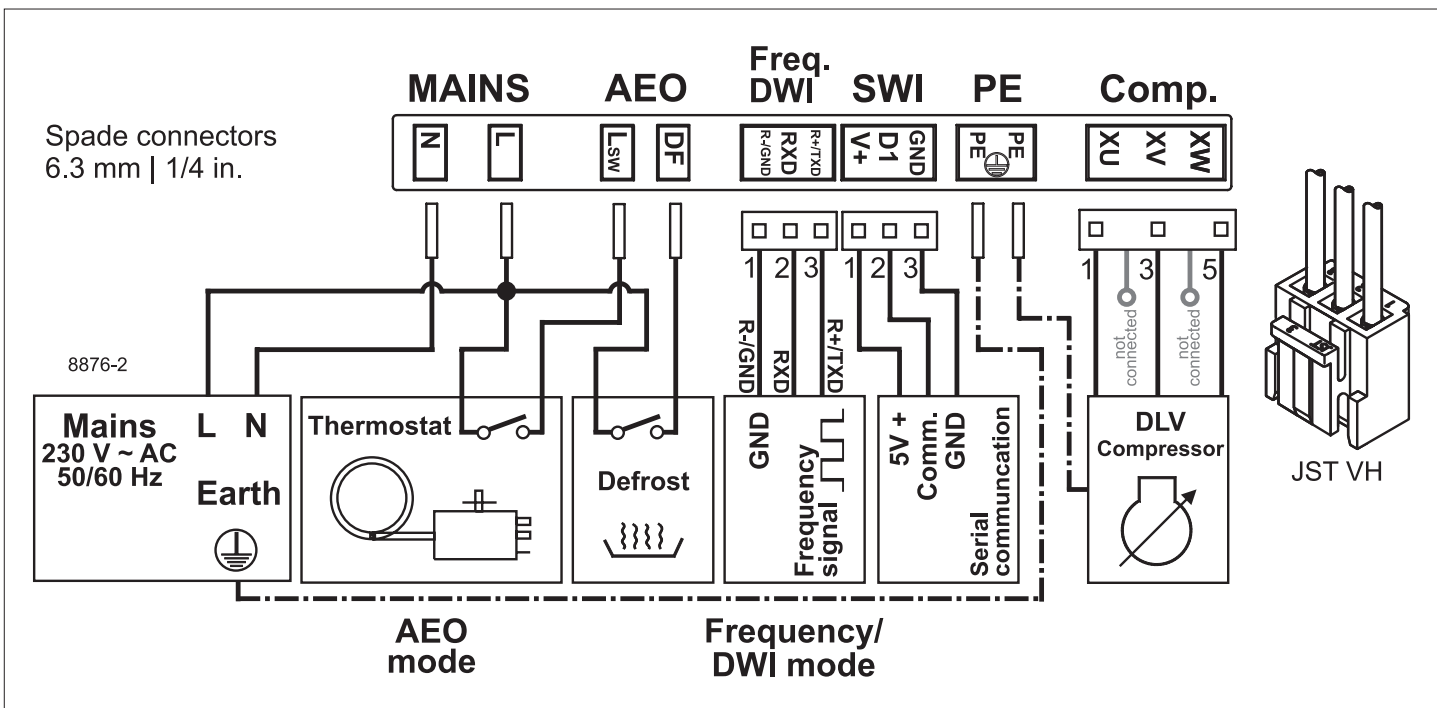 Freq.
MAINS AEO DWI SWI PE Comp.
Spade connectors
6.3 mm | 1/4 in.
N L LSW DF R-/GND RXD R+/TXD V+ D1 GND PE PE XU XV XW
1 2 3 1 2 3 1 3 5
not connected not connected
R-/GND RXD R+/TXD
8876-2
Mains L N
230 V ~ AC
50/60 Hz
Earth
Thermostat
Defrost
GND
Frequency
signal
5V +
Comm.
GND
Serial
communcation
DLV
Compressor
JST VH
AEO
mode
Frequency/
DWI mode